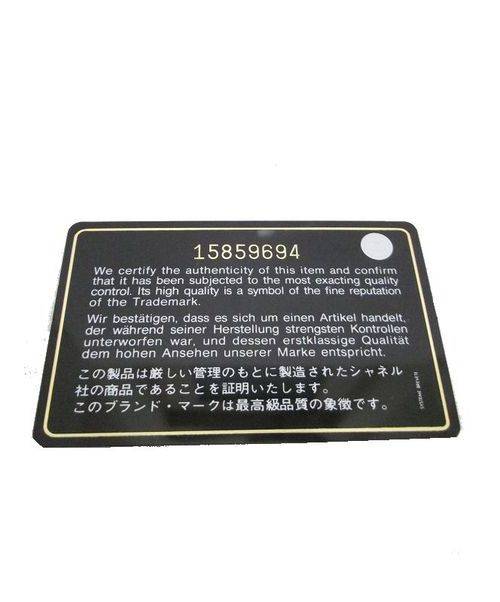 15859694
We certify the authenticity of this item and confirm
that it has been subjected to the most exacting quality
control. Its high quality is a symbol of the fine reputation
of the Trademark.
Wir bestätigen, dass es sich um einen Artikel handelt,
der während seiner Herstellung strengsten Kontrollen
unterworfen war, und dessen erstklassige Qualität
dem hohen Ansehen unserer Marke entspricht.
この製品は厳しい管理のもとに製造されたシャネル
社の商品であることを証明いたします。
このブランド・マークは最高級品質の象徴です。